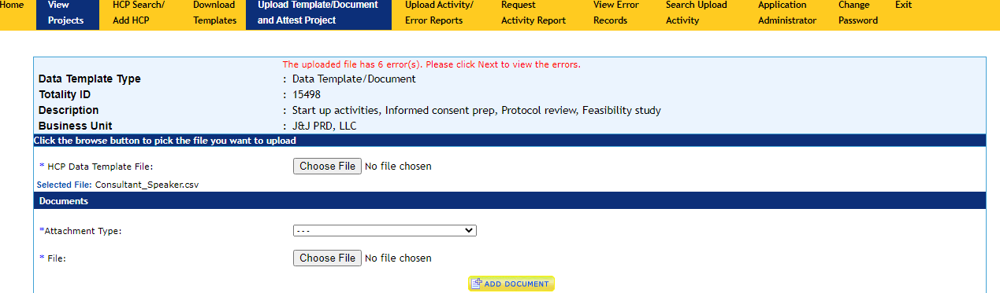 Home
View Projects
HCP Search/ Add HCP
Download Templates
Upload Template/Document and Attest Project
Upload Activity/ Error Reports
Request Activity Report
View Error Records
Search Upload Activity
Application Administrator
Change Password
Exit
The uploaded file has 6 error(s). Please click Next to view the errors.
Data Template Type : Data Template/Document
Totality ID : 15498
Description : Start up activities, Informed consent prep, Protocol review, Feasibility study
Business Unit : J&J PRD, LLC
Click the browse button to pick the file you want to upload
* HCP Data Template File: Choose File No file chosen
Selected File: Consultant_Speaker.csv
Documents
*Attachment Type: ---
* File: Choose File No file chosen
ADD DOCUMENT